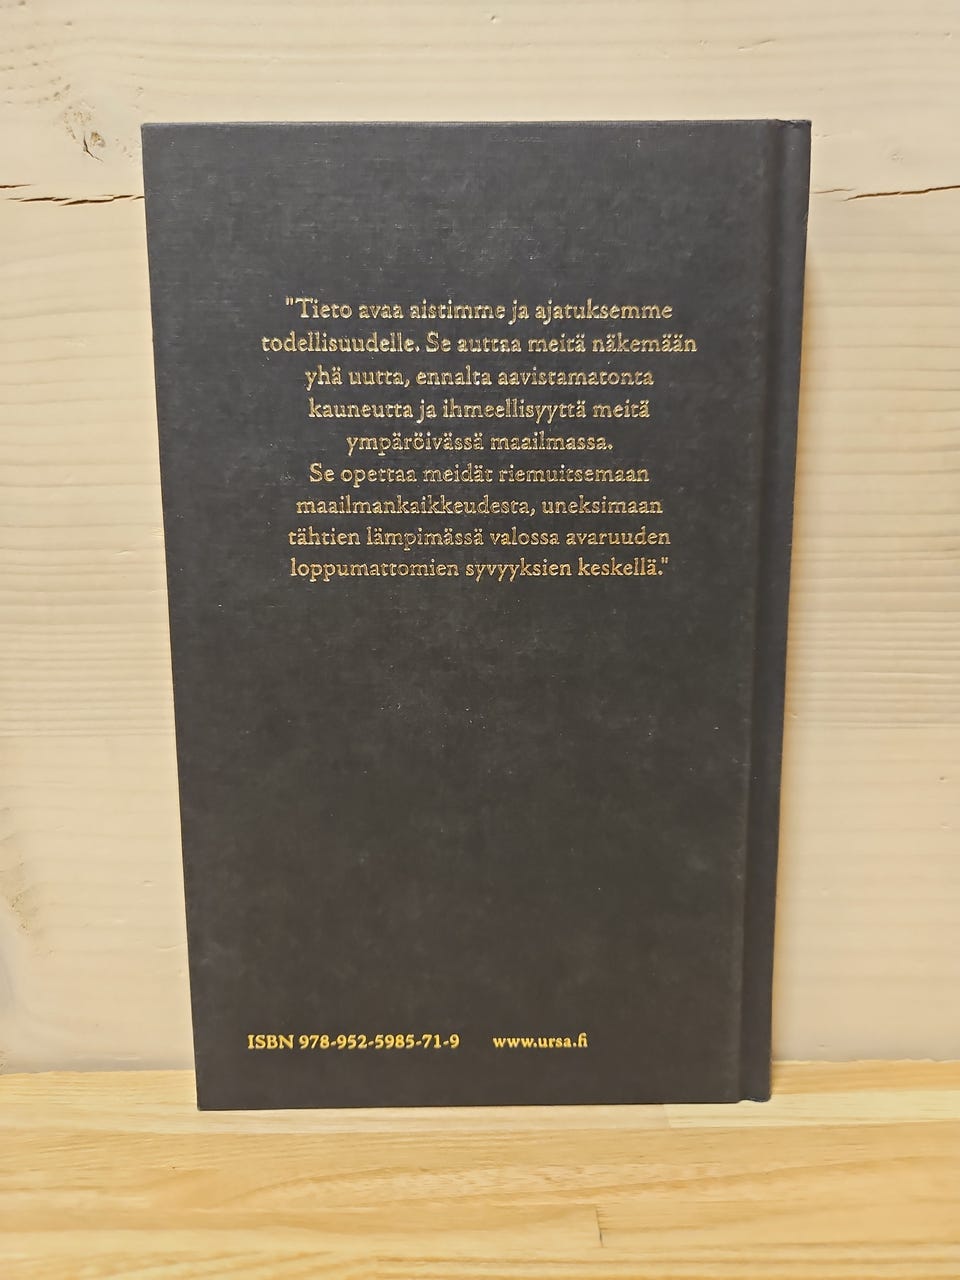 "Tieto avaa aistimme ja ajatuksemme
todellisuudelle. Se auttaa meitä näkemään
yhä uutta, ennalta aavistamatonta
kauneutta ja ihmeellisyyttä meitä
ympäröivässä maailmassa.
Se opettaa meidät riemuitsemaan
maailmankaikkeudesta, uneksimaan
tähtien lämpimässä valossa avaruuden
loppumattomien syvyyksien keskellä."
ISBN 978-952-5985-71-9 www.ursa.fi